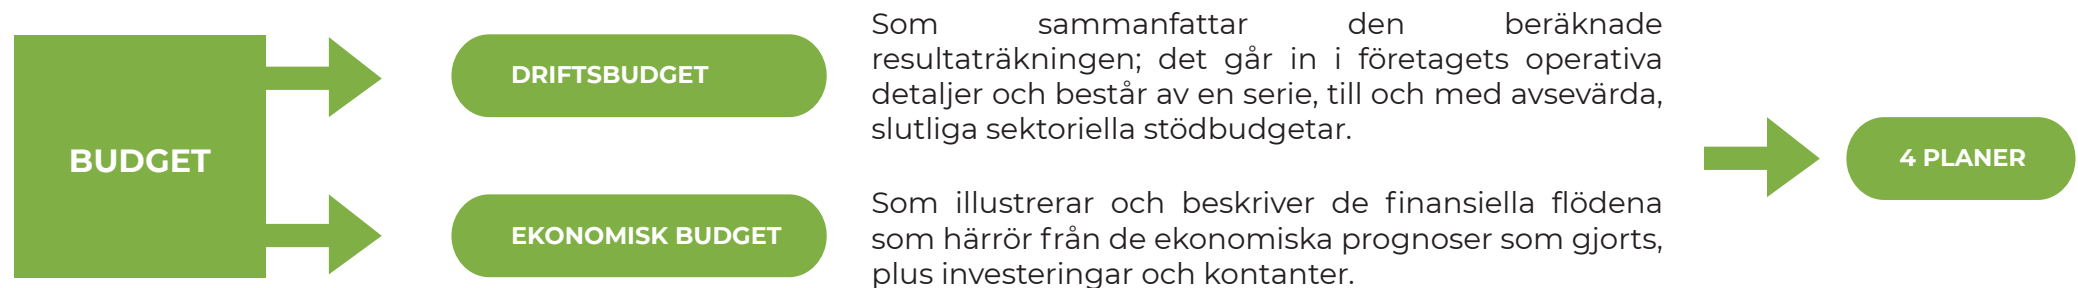 BUDGET
DRIFTSBUDGET
Som sammanfattar den beräknade
resultaträkningen; det går in i företagets operativa
detaljer och består av en serie, till och med avsevärda,
slutliga sektoriella stödbudgetar.
EKONOMISK BUDGET
Som illustrerar och beskriver de finansiella flödena
som härrör från de ekonomiska prognoser som gjorts,
plus investeringar och kontanter.
4 PLANER